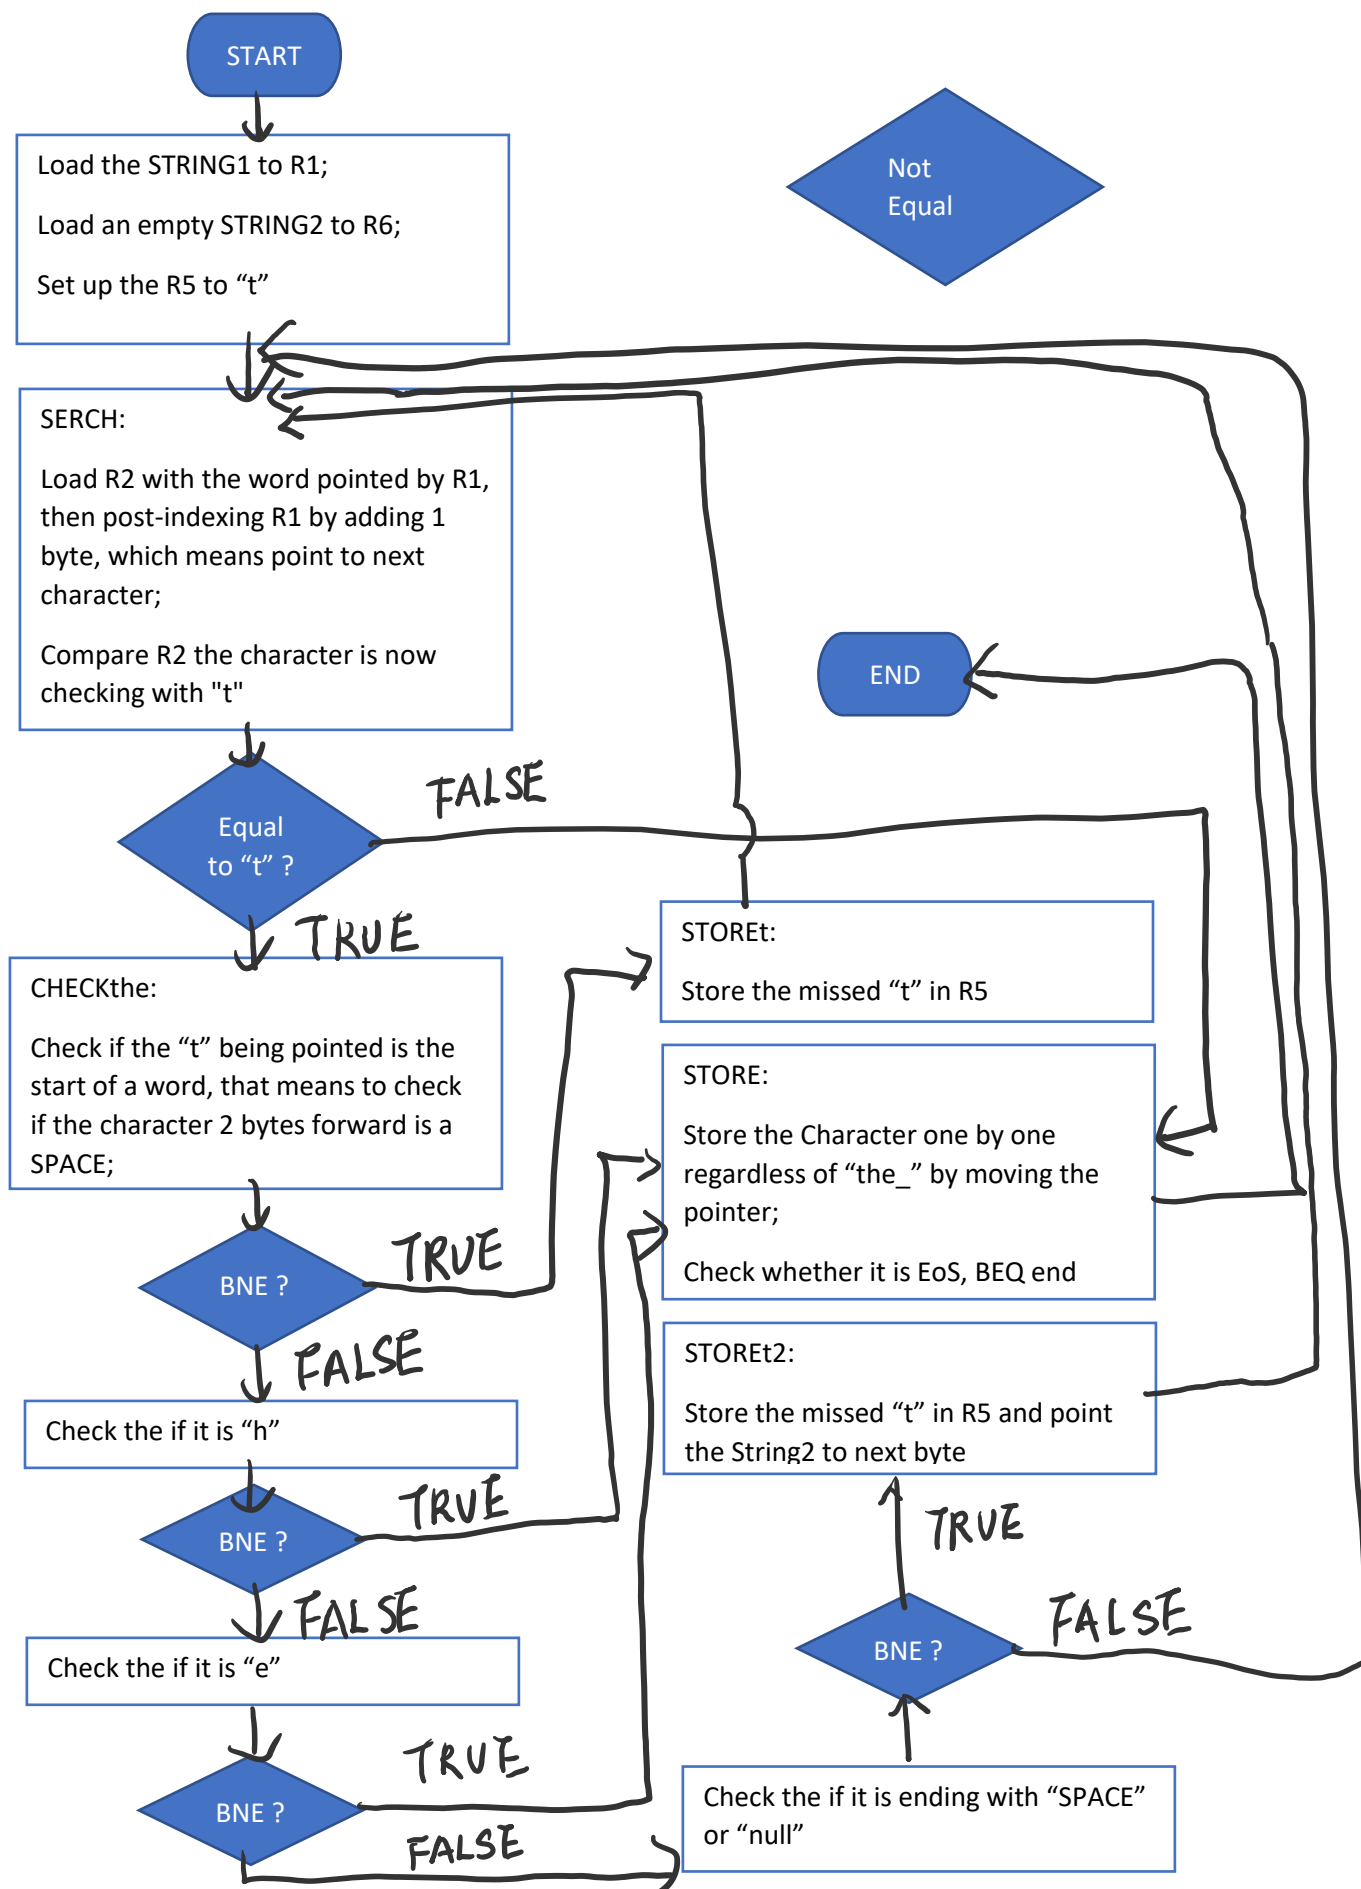 START
Load the STRING1 to R1;
Load an empty STRING2 to R6;
Set up the R5 to “t”
Not
Equal
SERCH:
Load R2 with the word pointed by R1,
then post-indexing R1 by adding 1
byte, which means point to next
character;
Compare R2 the character is now
checking with "t"
END
Equal
to “t” ?
FALSE
TRUE
CHECKthe:
Check if the “t” being pointed is the
start of a word, that means to check
if the character 2 bytes forward is a
SPACE;
STOREt:
Store the missed “t” in R5
STORE:
Store the Character one by one
regardless of “the_” by moving the
pointer;
Check whether it is EoS, BEQ end
BNE ?
TRUE
FALSE
STOREt2:
Store the missed “t” in R5 and point
the String2 to next byte
Check the if it is “h”
BNE ?
TRUE
FALSE
Check the if it is “e”
BNE ?
TRUE
FALSE
Check the if it is ending with “SPACE”
or “null”
BNE ?
TRUE
FALSE